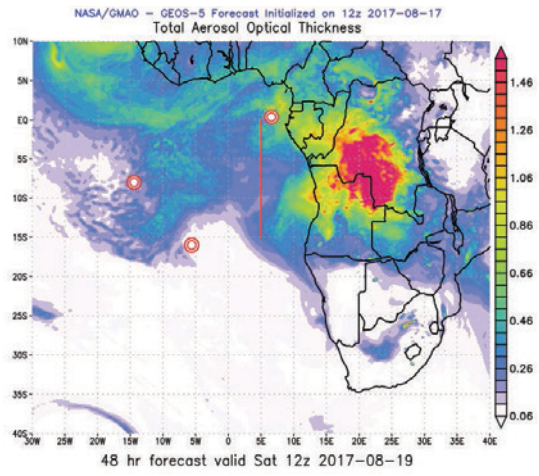 NASA/GMAO - GEOS-5 Forecast Initialized on 12z 2017-08-17
Total Aerosol Optical Thickness
10N
5N
EQ
5S
10S
15S
20S
25S
30S
35S
40S
30W 25W 20W 15W 10W 5W 0 5E 10E 15E 20E 25E 30E 35E 40E
1.46
1.26
1.06
0.86
0.66
0.46
0.26
0.06
48 hr forecast valid Sat 12z 2017-08-19